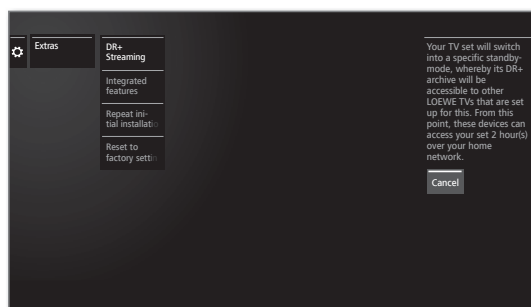 Extras
DR+
Streaming
Integrated
features
Repeat ini-
tial installatio
Reset to
factory settin
Your TV set will switch
into a specific standby-
mode, whereby its DR+
archive will be
accessible to other
LOEWE TVs that are set
up for this. From this
point, these devices can
access your set 2 hour(s)
over your home
network.
Cancel